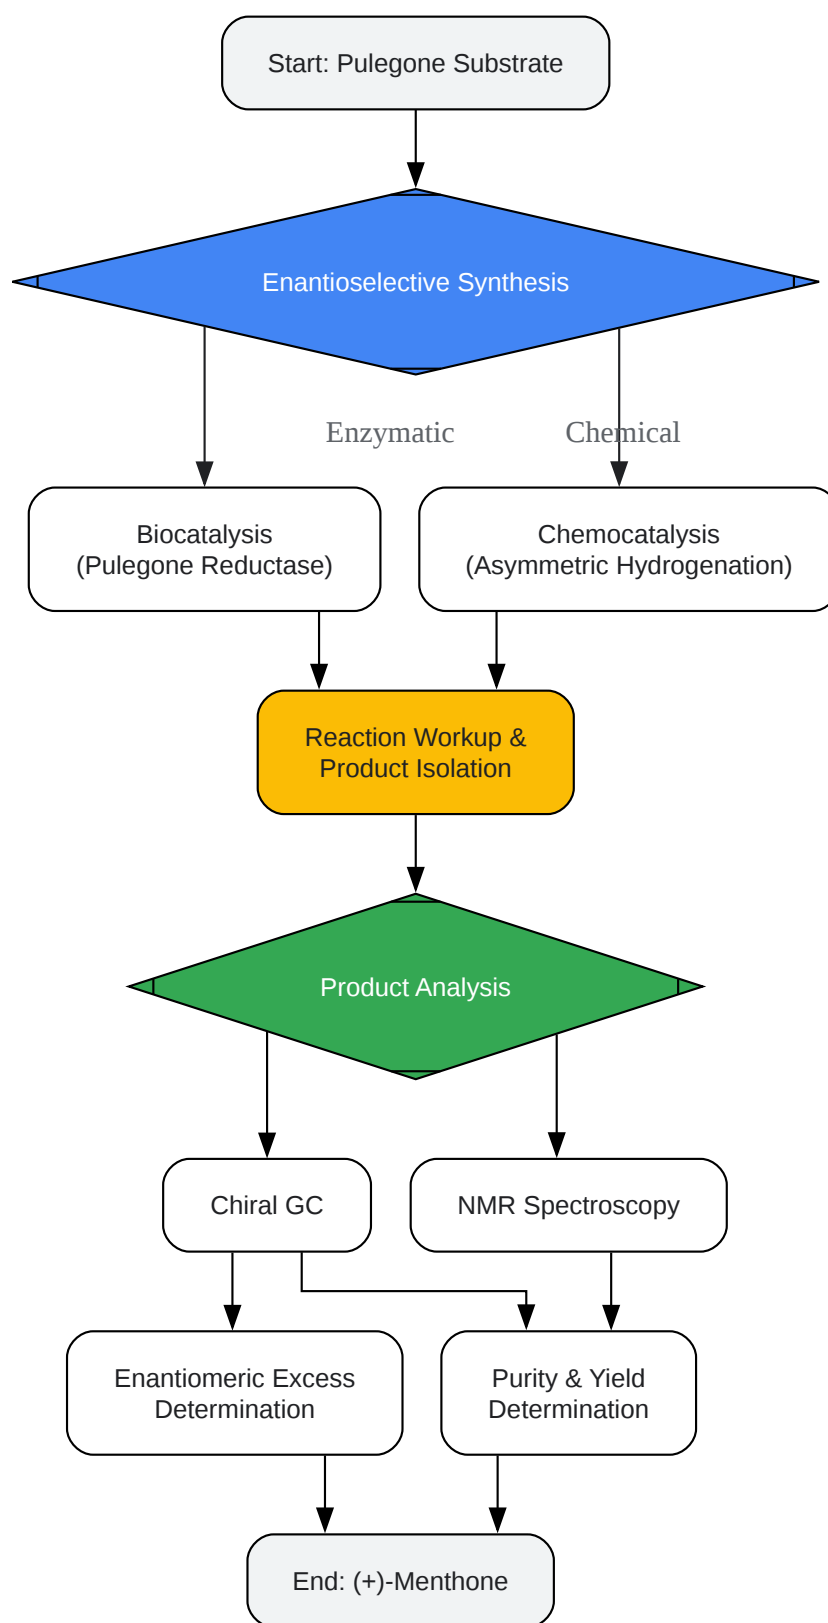 Start: Pulegone Substrate
Enantioselective Synthesis
Enzymatic
Chemical
Biocatalysis
(Pulegone Reductase)
Chemocatalysis
(Asymmetric Hydrogenation)
Reaction Workup &
Product Isolation
Product Analysis
Chiral GC
NMR Spectroscopy
Enantiomeric Excess
Determination
Purity & Yield
Determination
End: (+)-Menthone